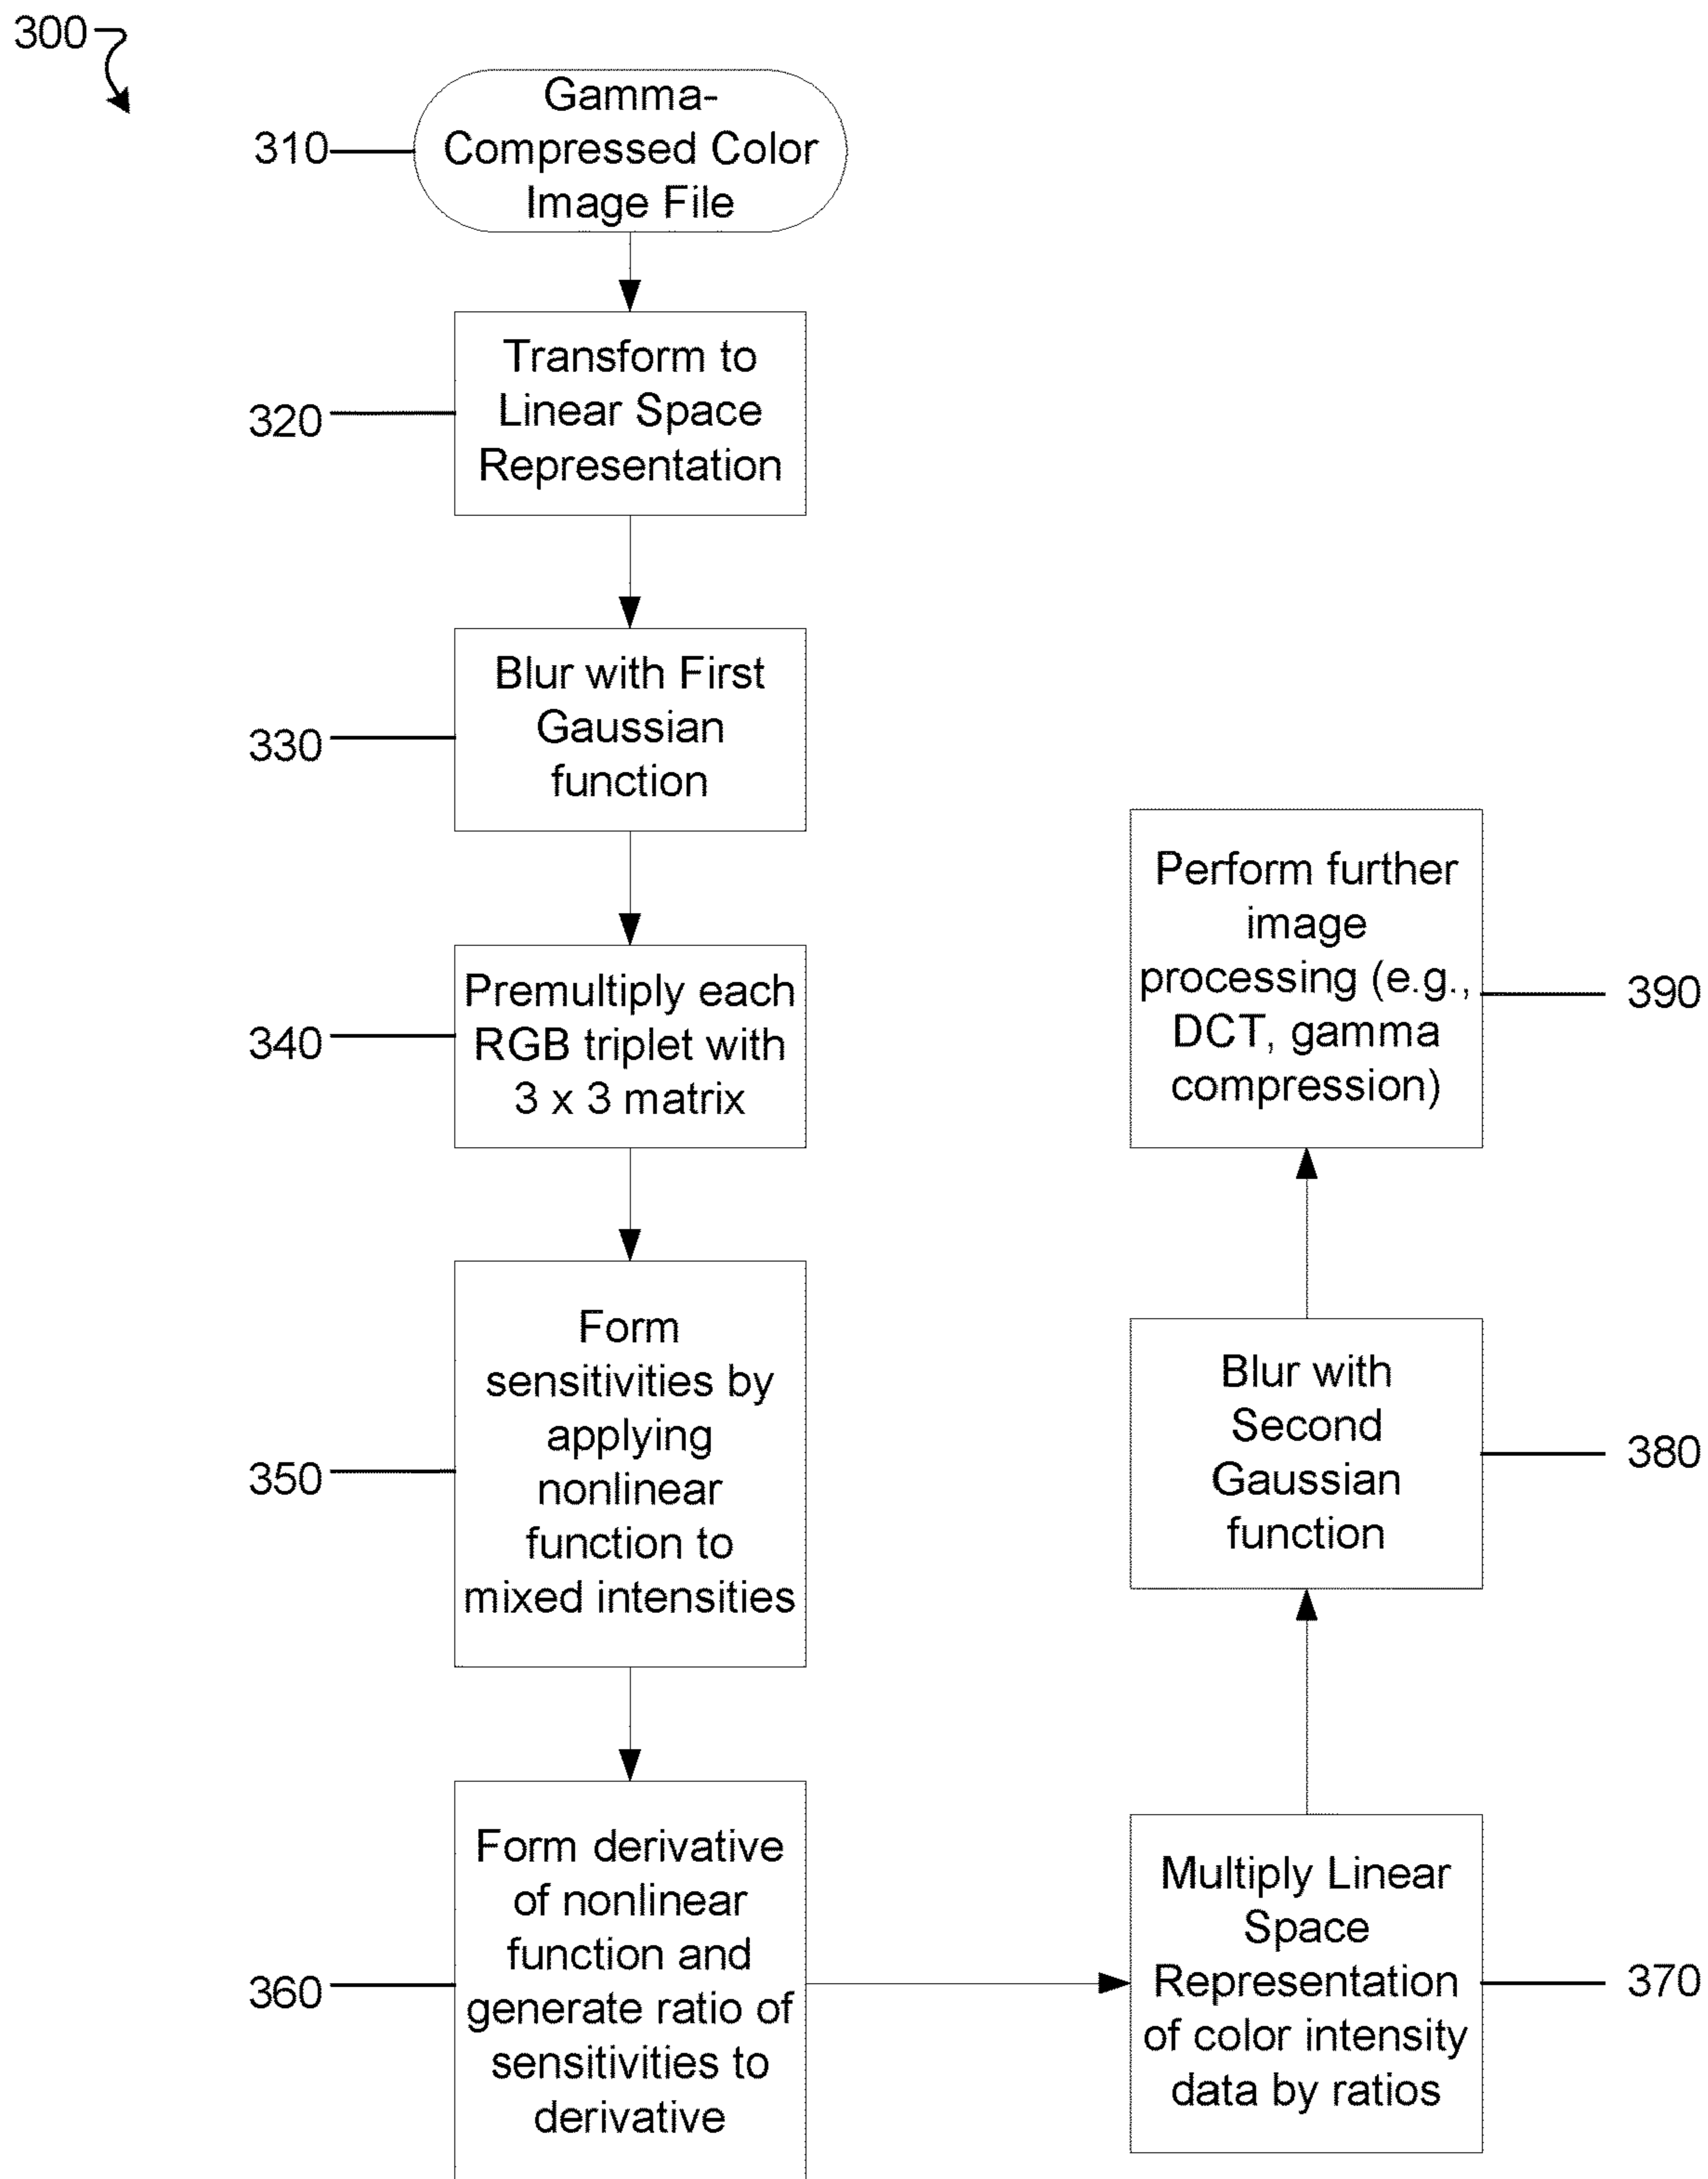 300
Gamma-
Compressed Color
Image File
310
Transform to
Linear Space
Representation
320
Blur with First
Gaussian
function
330
Premultiply each
RGB triplet with
3 x 3 matrix
340
Form
sensitivities by
applying
nonlinear
function to
mixed intensities
350
Form derivative
of nonlinear
function and
generate ratio of
sensitivities to
derivative
360
Multiply Linear
Space
Representation
of color intensity
data by ratios
370
Blur with
Second
Gaussian
function
380
Perform further
image
processing (e.g.,
DCT, gamma
compression)
390